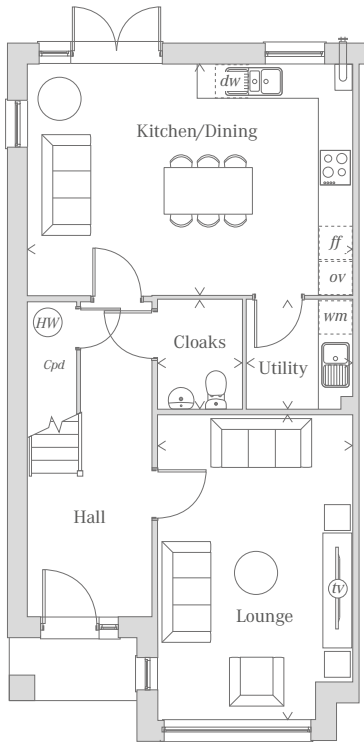 dw
Kitchen/Dining
ff
ov
HW
wm
Cloaks
Cpd
Utility
Hall
tv
Lounge